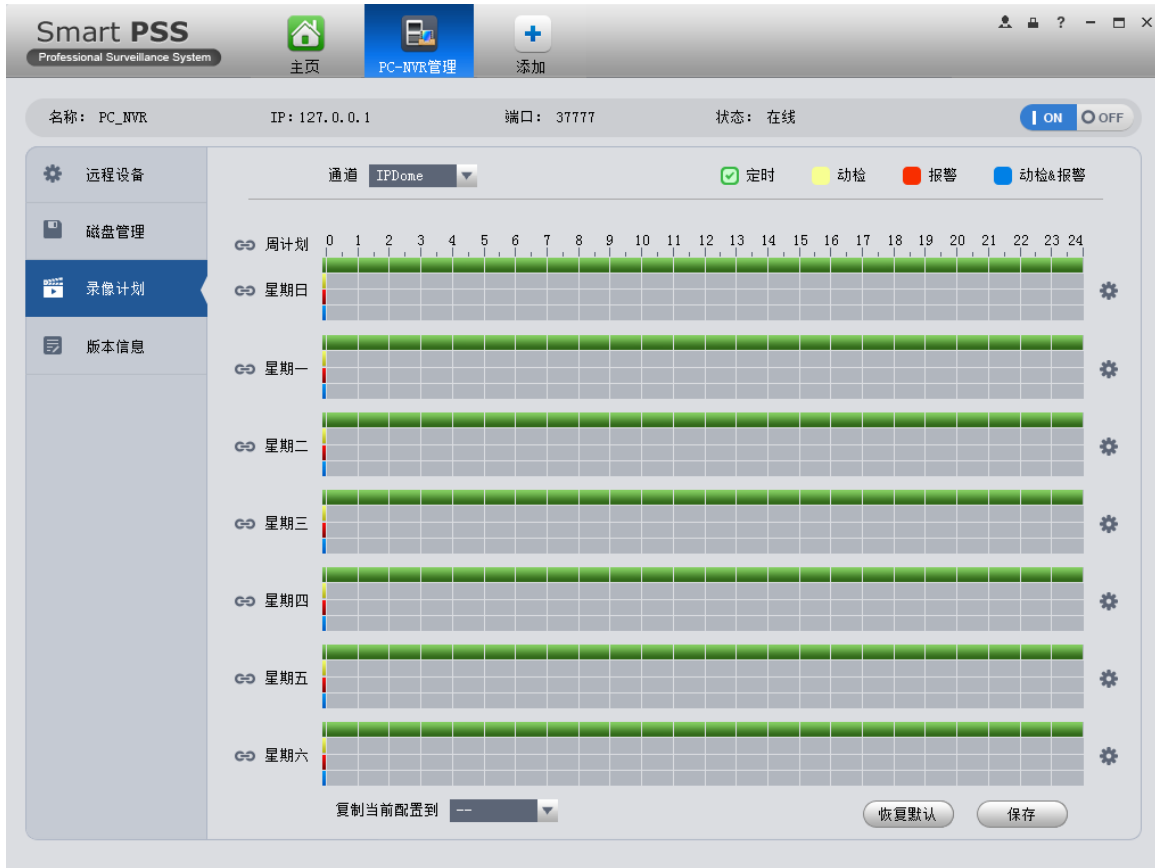 Smart PSS
Professional Surveillance System
主页
PC-NVR管理
添加
名称: PC_NVR IP: 127.0.0.1 端口: 37777 状态: 在线 ON OFF
远程设备
磁盘管理
录像计划
版本信息
通道 IPDome 定时 动检 报警 动检&报警
周计划 0 1 2 3 4 5 6 7 8 9 10 11 12 13 14 15 16 17 18 19 20 21 22 23 24
星期日
星期一
星期二
星期三
星期四
星期五
星期六
复制当前配置到 -- 恢复默认 保存